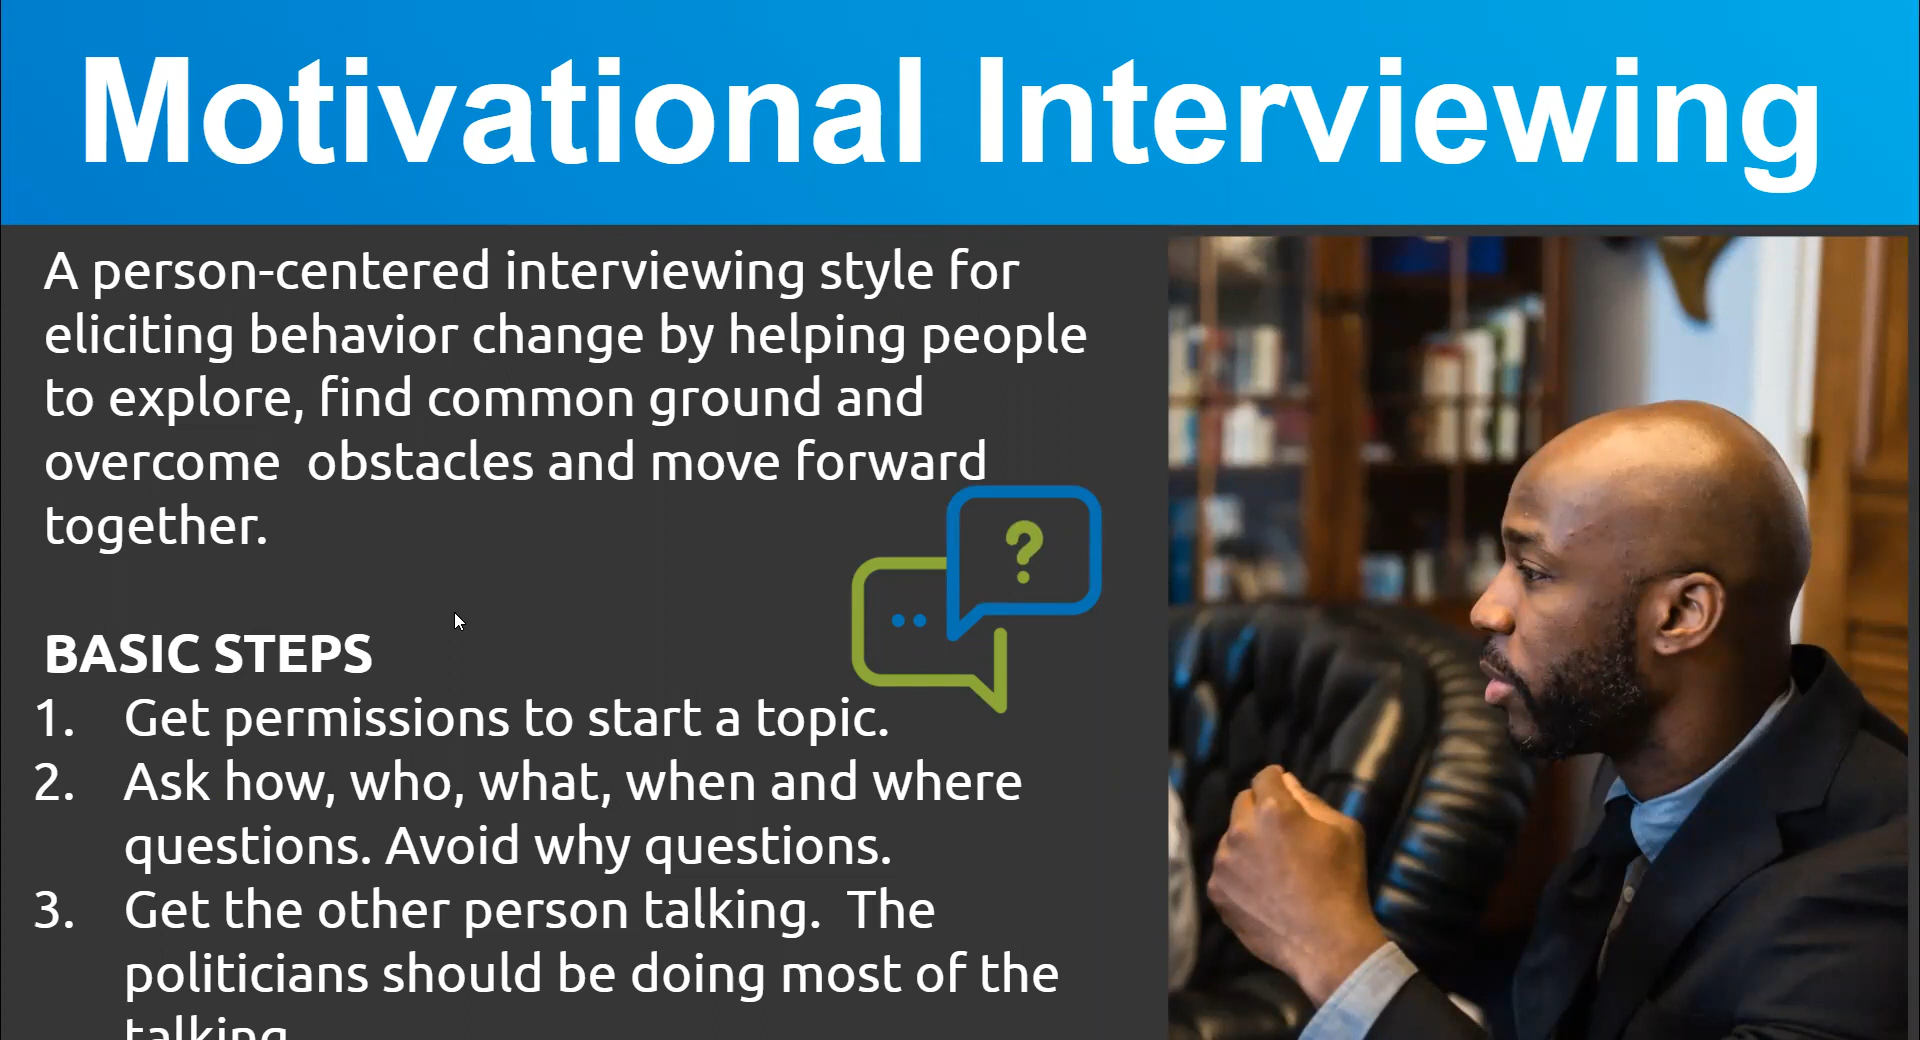 Motivational Interviewing
A person-centered interviewing style for
eliciting behavior change by helping people
to explore, find common ground and
overcome  obstacles and move forward
together.
?
BASIC STEPS
1. Get permissions to start a topic.
2. Ask how, who, what, when and where
questions. Avoid why questions.
3. Get the other person talking.  The
politicians should be doing most of the
talking